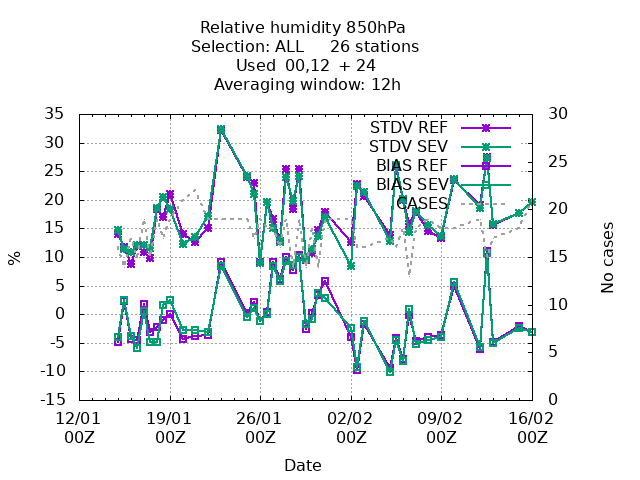 Relative humidity 850hPa
Selection: ALL 26 stations
Used 00,12 + 24
Averaging window: 12h
STDV REF
STDV SEV
BIAS REF
BIAS SEV
CASES
35
30
25
20
15
10
5
0
-5
-10
-15
%
30
25
20
15
10
5
0
No cases
12/01 19/01 26/01 02/02 09/02 16/02
00Z 00Z 00Z 00Z 00Z 00Z
Date